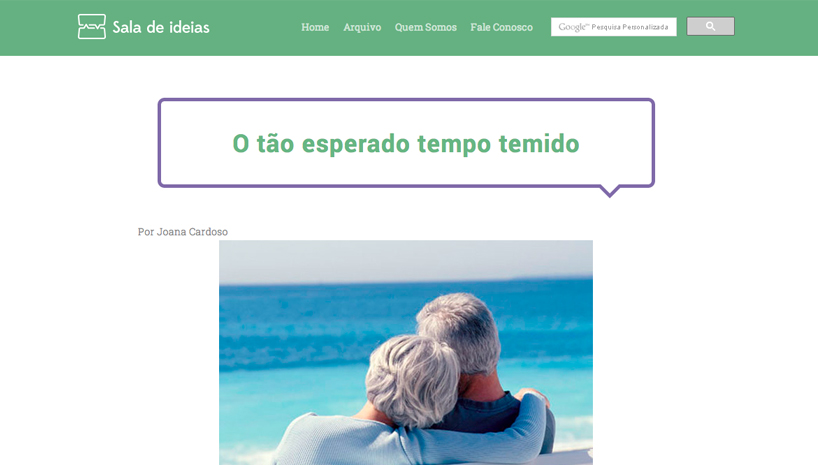 Sala de ideias
Home Arquivo Quem Somos Fale Conosco Google™ Pesquisa Personalizada
O tão esperado tempo temido
Por Joana Cardoso